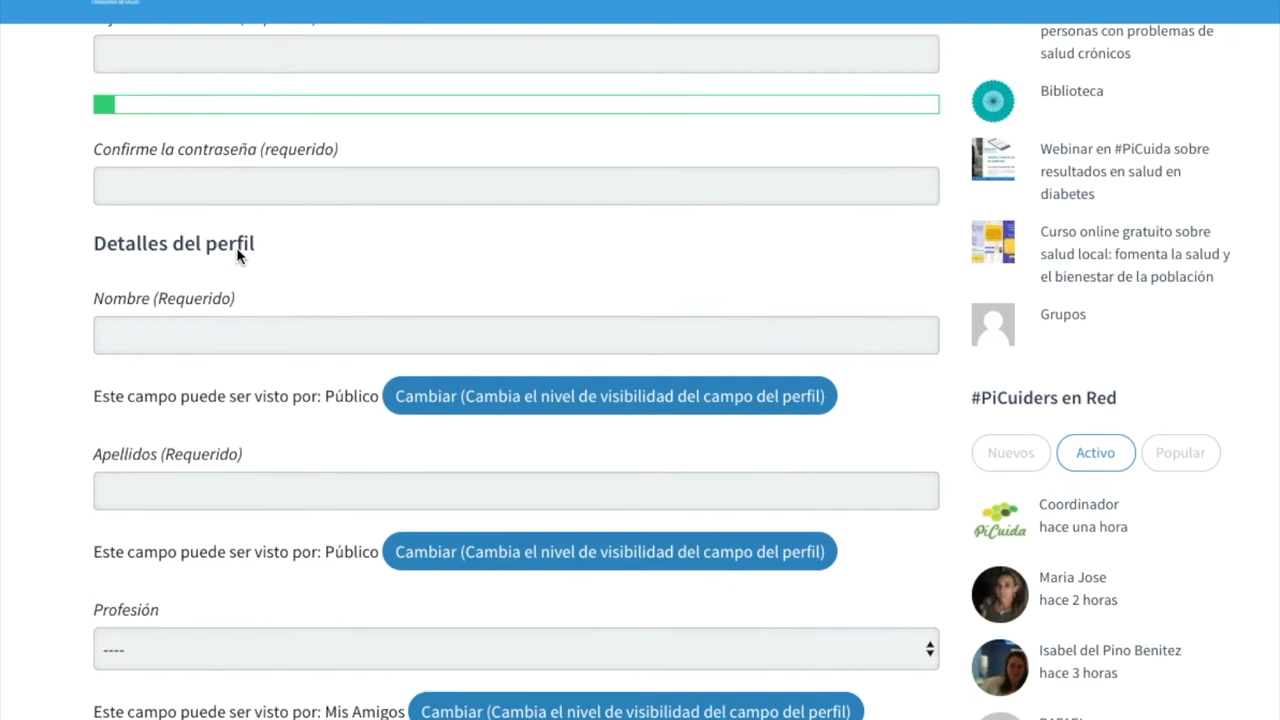 CONSEJERÍA DE SALUD
Confirme la contraseña (requerido)
Detalles del perfil
Nombre (Requerido)
Este campo puede ser visto por: Público Cambiar (Cambia el nivel de visibilidad del campo del perfil)
Apellidos (Requerido)
Este campo puede ser visto por: Público Cambiar (Cambia el nivel de visibilidad del campo del perfil)
Profesión
----
Este campo puede ser visto por: Mis Amigos Cambiar (Cambia el nivel de visibilidad del campo del perfil)
personas con problemas de
salud crónicos
Biblioteca
Webinar en #PiCuida sobre
resultados en salud en
diabetes
Curso online gratuito sobre
salud local: fomenta la salud y
el bienestar de la población
Grupos
#PiCuiders en Red
Nuevos Activo Popular
PiCuida
Coordinador
hace una hora
Maria Jose
hace 2 horas
Isabel del Pino Benitez
hace 3 horas